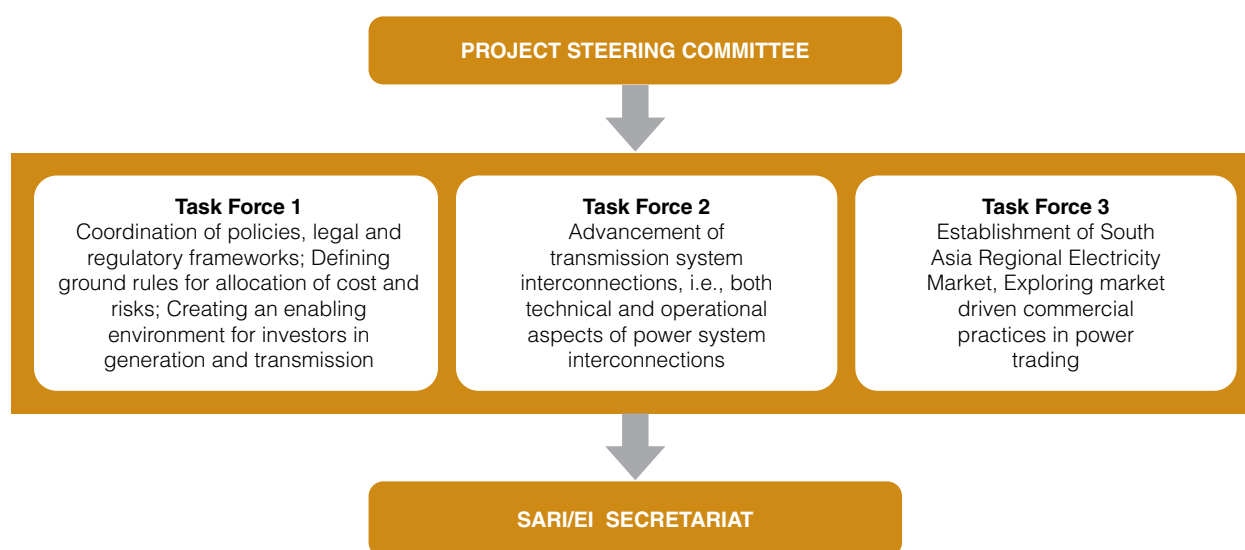 PROJECT STEERING COMMITTEE
Task Force 1
Coordination of policies, legal and
regulatory frameworks; Defining
ground rules for allocation of cost and
risks; Creating an enabling
environment for investors in
generation and transmission
Task Force 2
Advancement of
transmission system
interconnections, i.e., both
technical and operational
aspects of power system
interconnections
Task Force 3
Establishment of South
Asia Regional Electricity
Market, Exploring market
driven commercial
practices in power
trading
SARI/EI SECRETARIAT